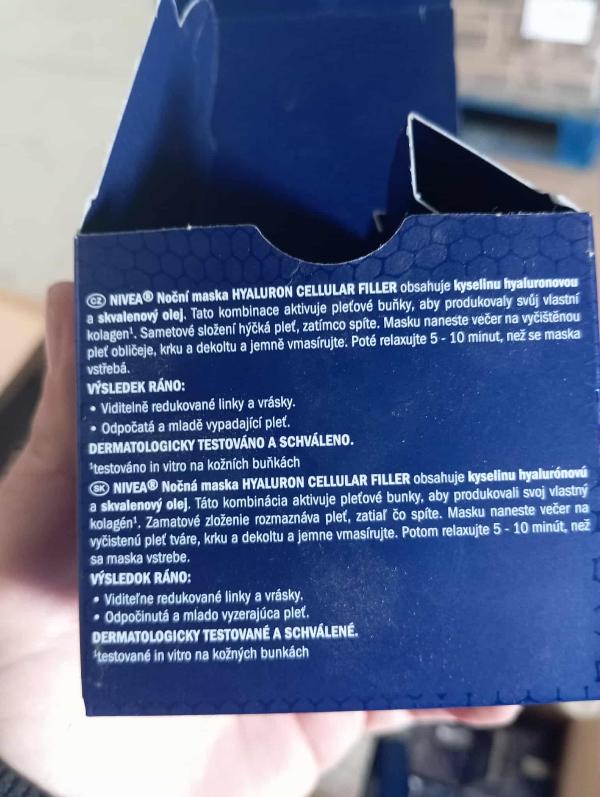 CZ NIVEA® Noční maska HYALURON CELLULAR FILLER obsahuje kyselinu hyaluronovou
a skvalenový olej. Tato kombinace aktivuje pleťové buňky, aby produkovaly svůj vlastní
kolagen¹. Sametové složení hýčká pleť, zatímco spíte. Masku naneste večer na vyčištěnou
pleť obličeje, krku a dekoltu a jemně vmasírujte. Poté relaxujte 5 - 10 minut, než se maska
vstřebá.
VÝSLEDEK RÁNO:
• Viditelně redukované linky a vrásky.
• Odpočatá a mladě vypadající pleť.
DERMATOLOGICKY TESTOVÁNO A SCHVÁLENO.
¹testováno in vitro na kožních buňkách
SK NIVEA® Nočná maska HYALURON CELLULAR FILLER obsahuje kyselinu hyalurónovú
a skvalenový olej. Táto kombinácia aktivuje pleťové bunky, aby produkovali svoj vlastný
kolagén¹. Zamatové zloženie rozmaznáva pleť, zatiaľ čo spíte. Masku naneste večer na
vyčistenú pleť tváre, krku a dekoltu a jemne vmasírujte. Potom relaxujte 5 - 10 minút, než
sa maska vstrebe.
VÝSLEDOK RÁNO:
• Viditeľne redukované linky a vrásky.
• Odpočinutá a mlado vyzerajúca pleť.
DERMATOLOGICKY TESTOVANÉ A SCHVÁLENÉ.
¹testované in vitro na kožných bunkách